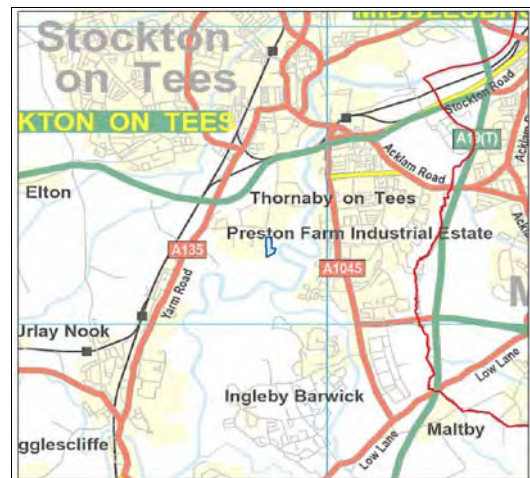 Stockton
on Tees
KTON ON TEES
Elton
Stockton Road
A19(T)
Acklam Road
Thornaby on Tees
Preston Farm Industrial Estate
A135
A1045
Yarm Road
Urlay Nook
Ingleby Barwick
Low Lane
Low Lane
Maltby
gglescliffe